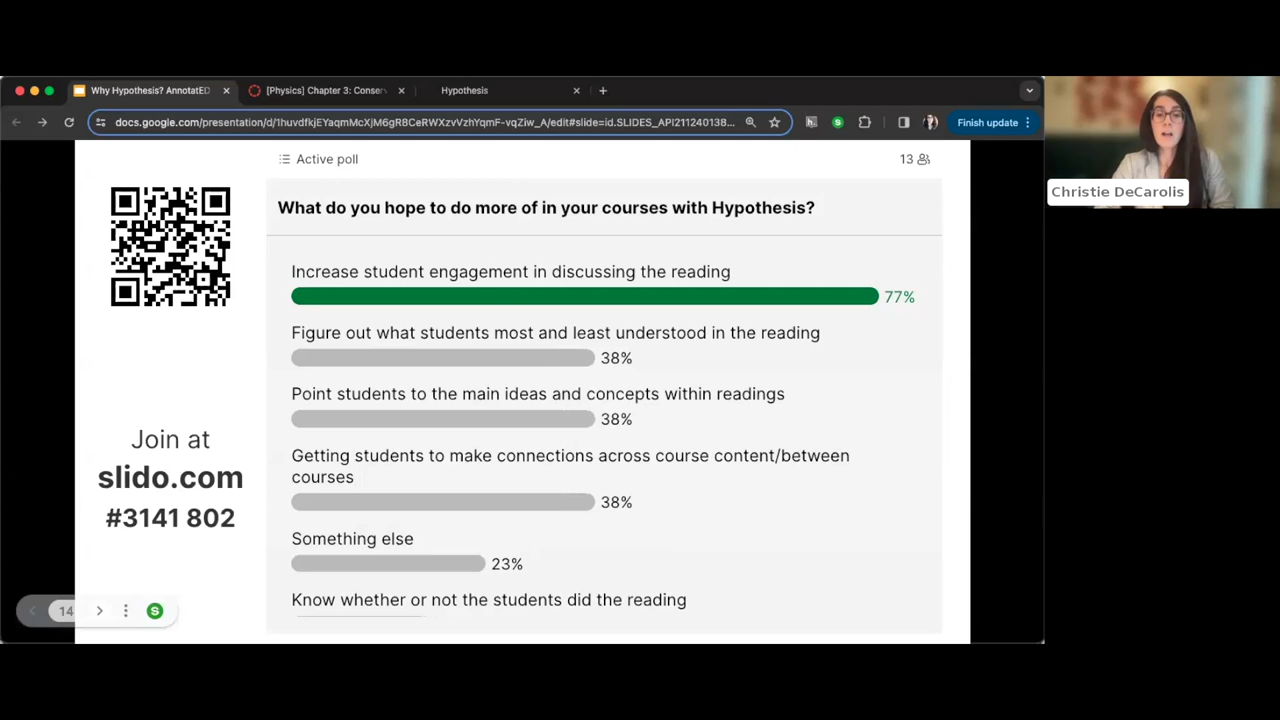 Why Hypothesis? AnnotatED
[Physics] Chapter 3: Conser
Hypothesis
docs.google.com/presentation/d/1huvdfkjEYaqmMcXjM6gR8CeRWXzvVzhYqmF-vqZiw_A/edit#slide=id.SLIDES_API211240138...
Finish update
Active poll
13
What do you hope to do more of in your courses with Hypothesis?
Increase student engagement in discussing the reading
77%
Figure out what students most and least understood in the reading
38%
Point students to the main ideas and concepts within readings
38%
Getting students to make connections across course content/between
courses
38%
Something else
23%
Know whether or not the students did the reading
Join at
slido.com
#3141 802
14
S
Christie DeCarolis